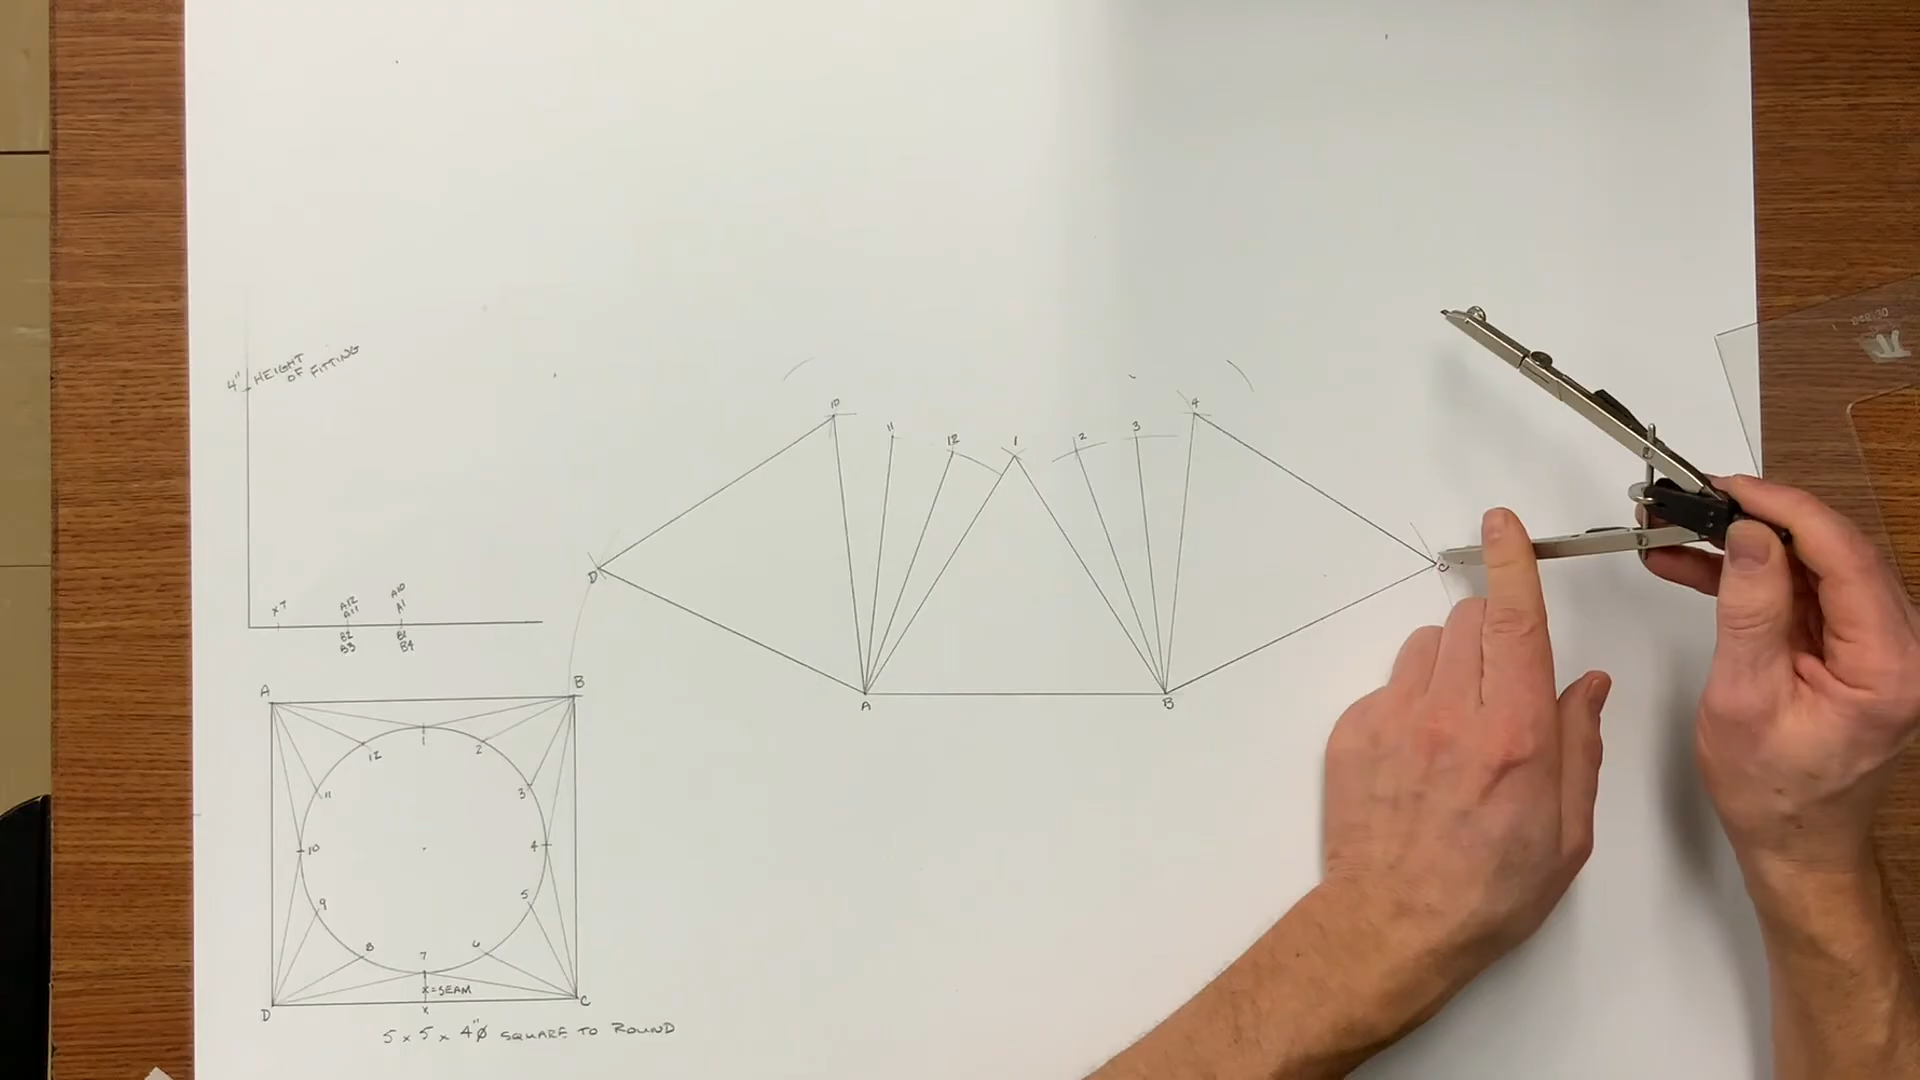 4" HEIGHT
OF FITTING
X7
A12
A11
B2
B3
A10
A1
B1
B4
A
B
12
1
2
11
3
10
4
9
5
8
7
6
X=SEAM
D
X
C
5 x 5 x 4"Ø SQUARE TO ROUND
10
11
12
1
2
3
4
D
C
A
B